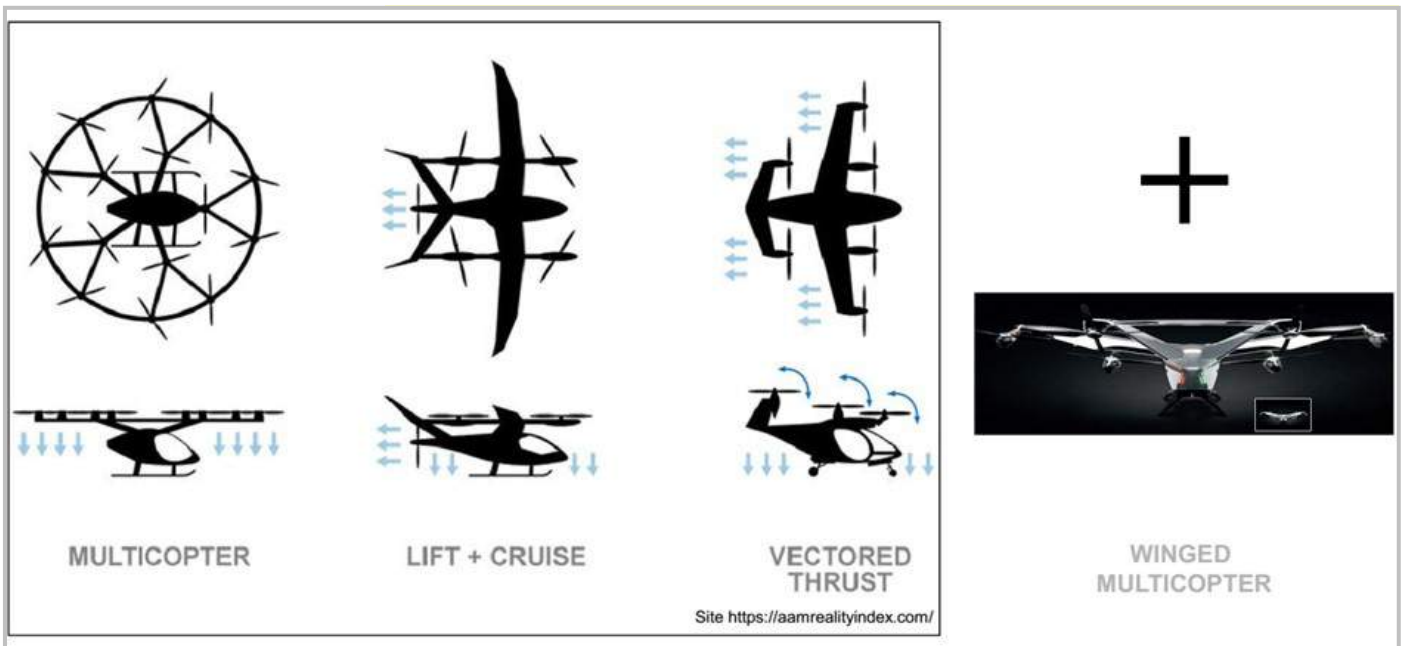 MULTICOPTER
LIFT + CRUISE
VECTORED
THRUST
Site https://aamrealityindex.com/
WINGED
MULTICOPTER